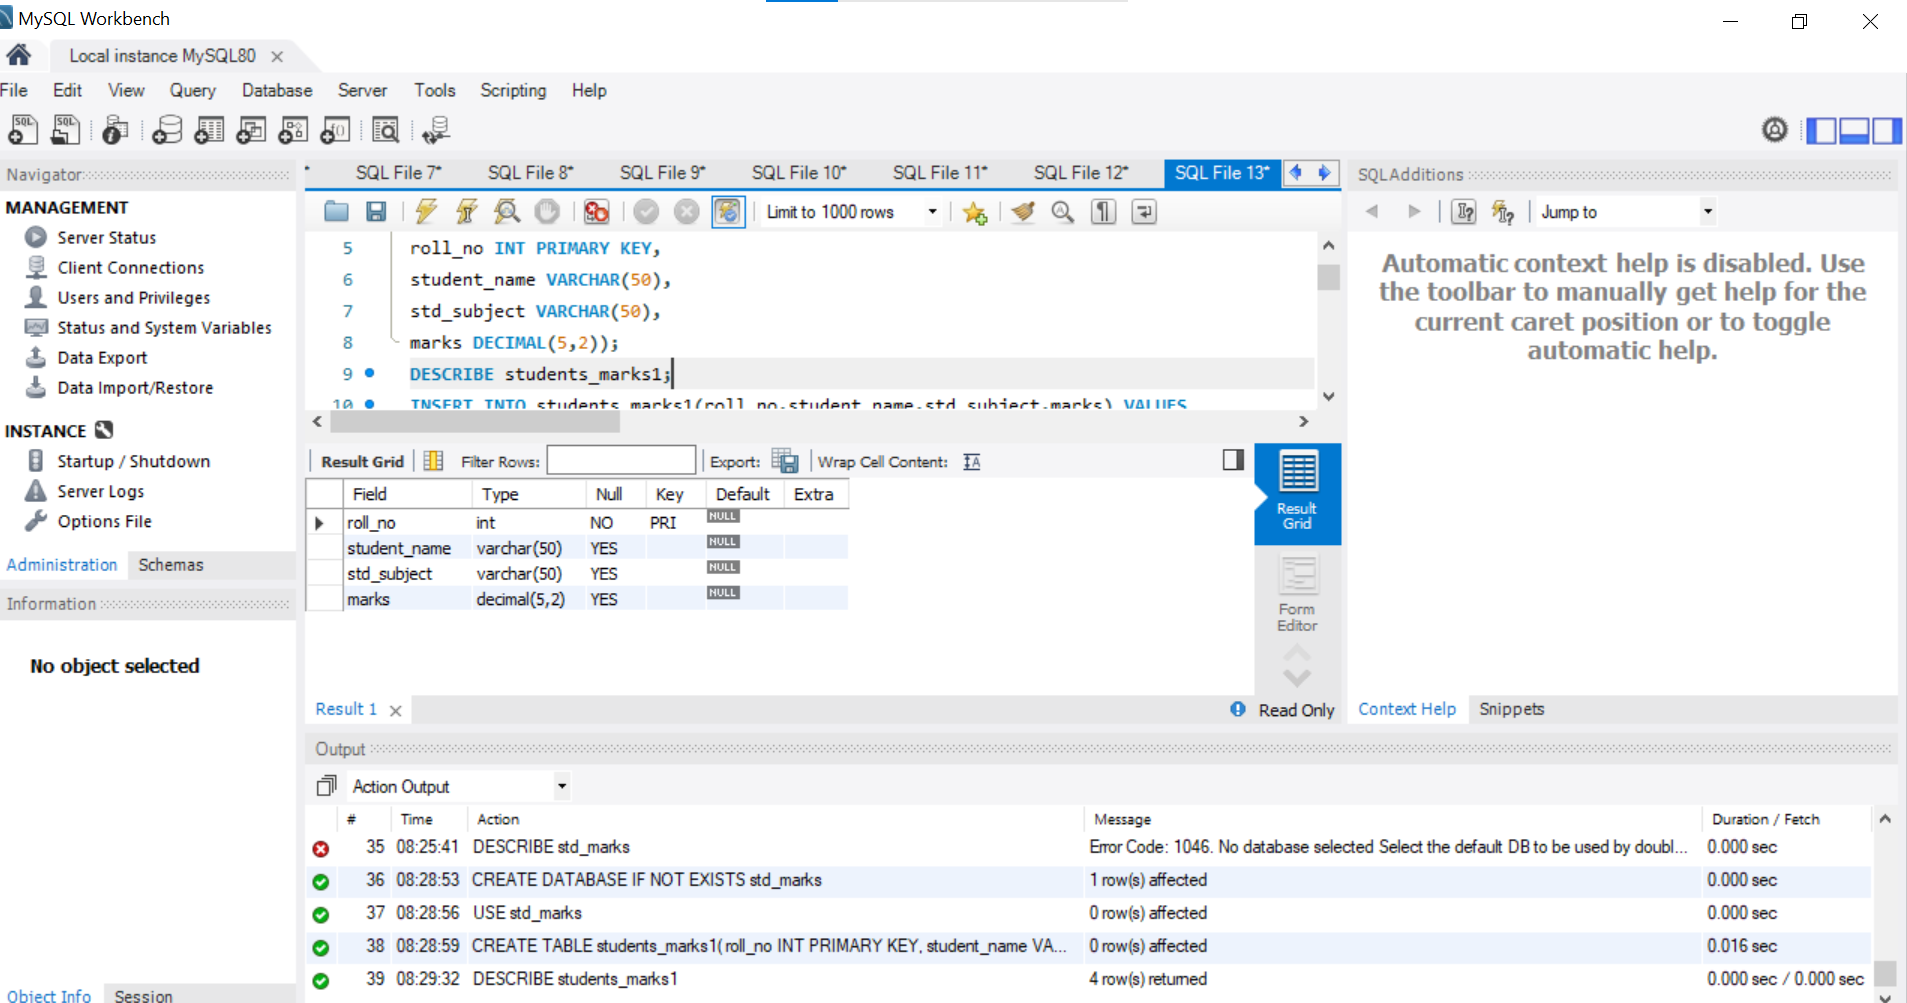 MySQL Workbench
Local instance MySQL80
File Edit View Query Database Server Tools Scripting Help
Navigator
MANAGEMENT
Server Status
Client Connections
Users and Privileges
Status and System Variables
Data Export
Data Import/Restore
INSTANCE
Startup / Shutdown
Server Logs
Options File
Administration Schemas
Information
No object selected
Object Info Session
* SQL File 7* SQL File 8* SQL File 9* SQL File 10* SQL File 11* SQL File 12* SQL File 13*
Limit to 1000 rows
5 roll_no INT PRIMARY KEY,
6 student_name VARCHAR(50),
7 std_subject VARCHAR(50),
8 marks DECIMAL(5,2));
9 DESCRIBE students_marks1;
10 INSERT INTO students_marks1(roll_no,student_name,std_subject,marks) VALUES
Result Grid Filter Rows: Export: Wrap Cell Content: IA
Field Type Null Key Default Extra
roll_no int NO PRI NULL
student_name varchar(50) YES NULL
std_subject varchar(50) YES NULL
marks decimal(5,2) YES NULL
Result
Grid
Form
Editor
Result 1 Read Only
SQLAdditions
Jump to
Automatic context help is disabled. Use
the toolbar to manually get help for the
current caret position or to toggle
automatic help.
Context Help Snippets
Output
Action Output
# Time Action Message Duration / Fetch
35 08:25:41 DESCRIBE std_marks Error Code: 1046. No database selected Select the default DB to be used by doubl... 0.000 sec
36 08:28:53 CREATE DATABASE IF NOT EXISTS std_marks 1 row(s) affected 0.000 sec
37 08:28:56 USE std_marks 0 row(s) affected 0.000 sec
38 08:28:59 CREATE TABLE students_marks1( roll_no INT PRIMARY KEY, student_name VA... 0 row(s) affected 0.016 sec
39 08:29:32 DESCRIBE students_marks1 4 row(s) returned 0.000 sec / 0.000 sec